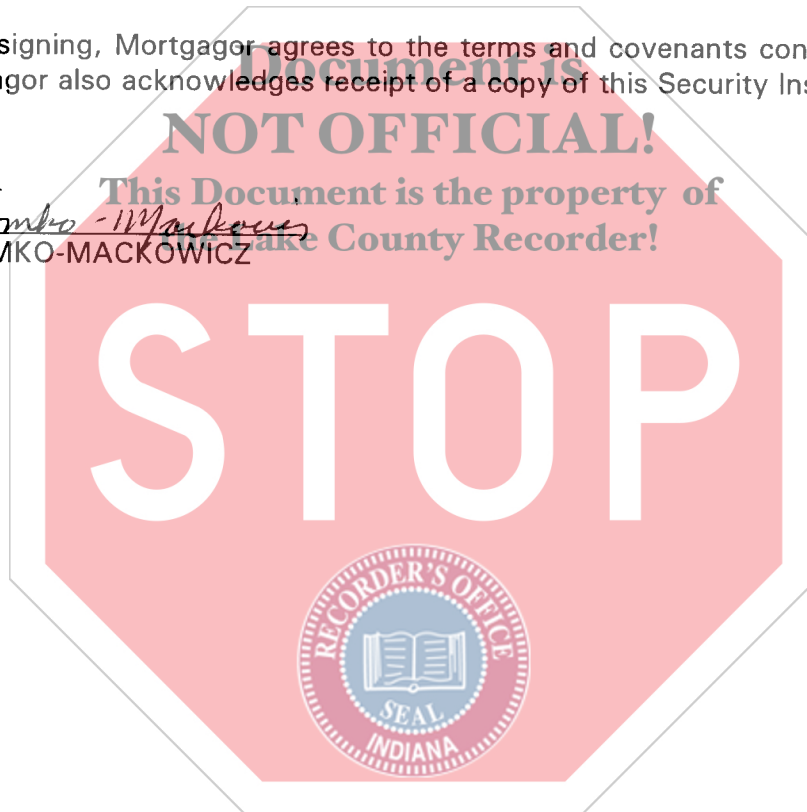 signing, Mortgagor agrees to the terms and covenants con
gor also acknowledges receipt of a copy of this Security Ins
Document is
NOT OFFICIAL!
This Document is the property of
the Lake County Recorder!
mko-Mackowicz
MKO-MACKOWICZ
STOP
RECORDER'S OFFICE
SEAL
INDIANA